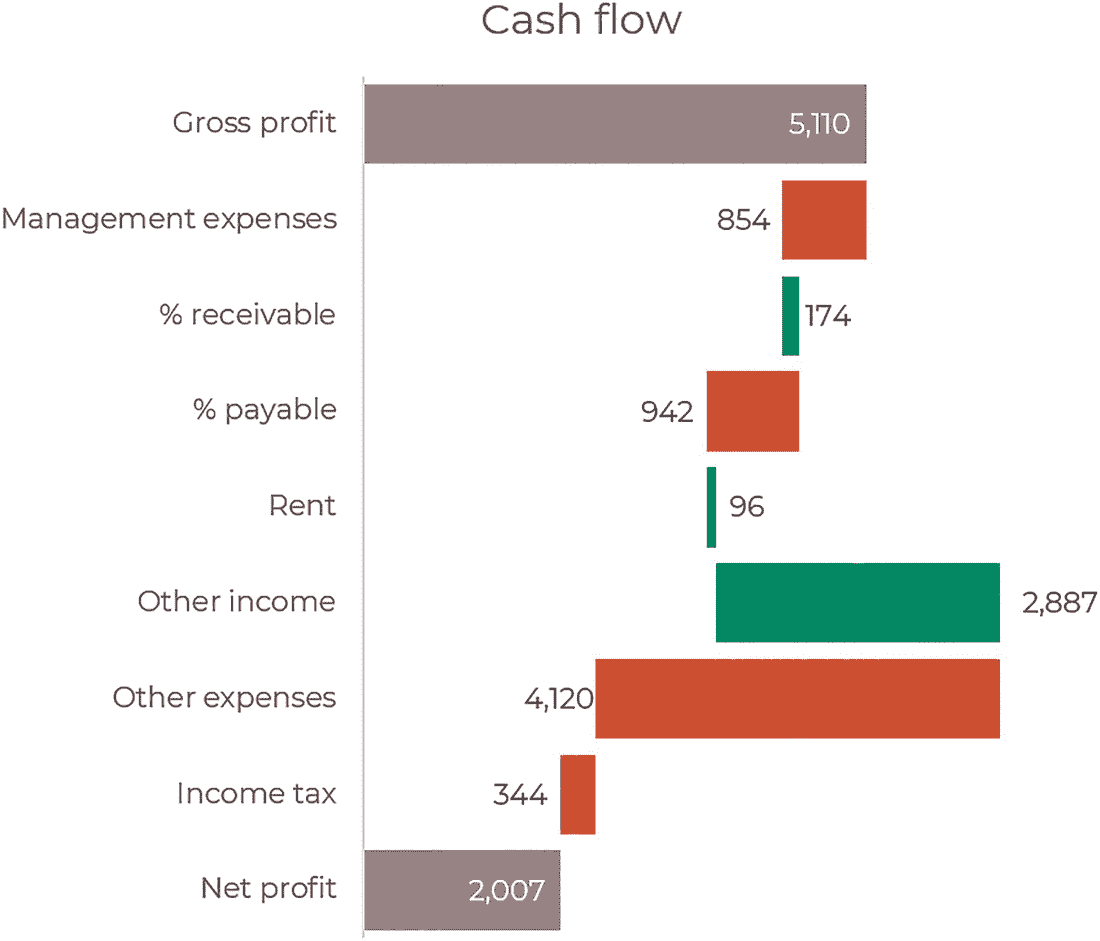 Cash flow
Gross profit 5,110
Management expenses 854
% receivable 174
% payable 942
Rent 96
Other income 2,887
Other expenses 4,120
Income tax 344
Net profit 2,007